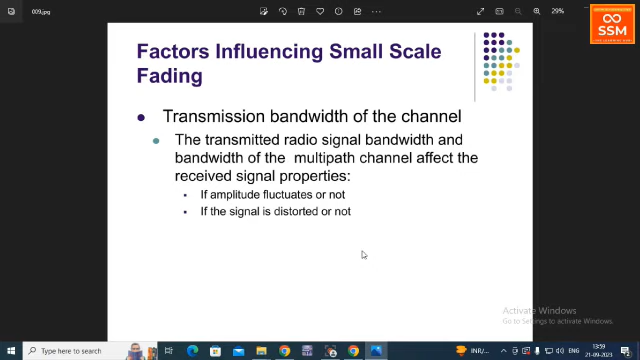 009.jpg
29%
SSM
Factors Influencing Small Scale
Fading
Transmission bandwidth of the channel
The transmitted radio signal bandwidth and
bandwidth of the multipath channel affect the
received signal properties:
If amplitude fluctuates or not
If the signal is distorted or not
Activate Windows
Go to Settings to activate Windows.
Type here to search
INR/...
ENG
13:59
21-09-2023